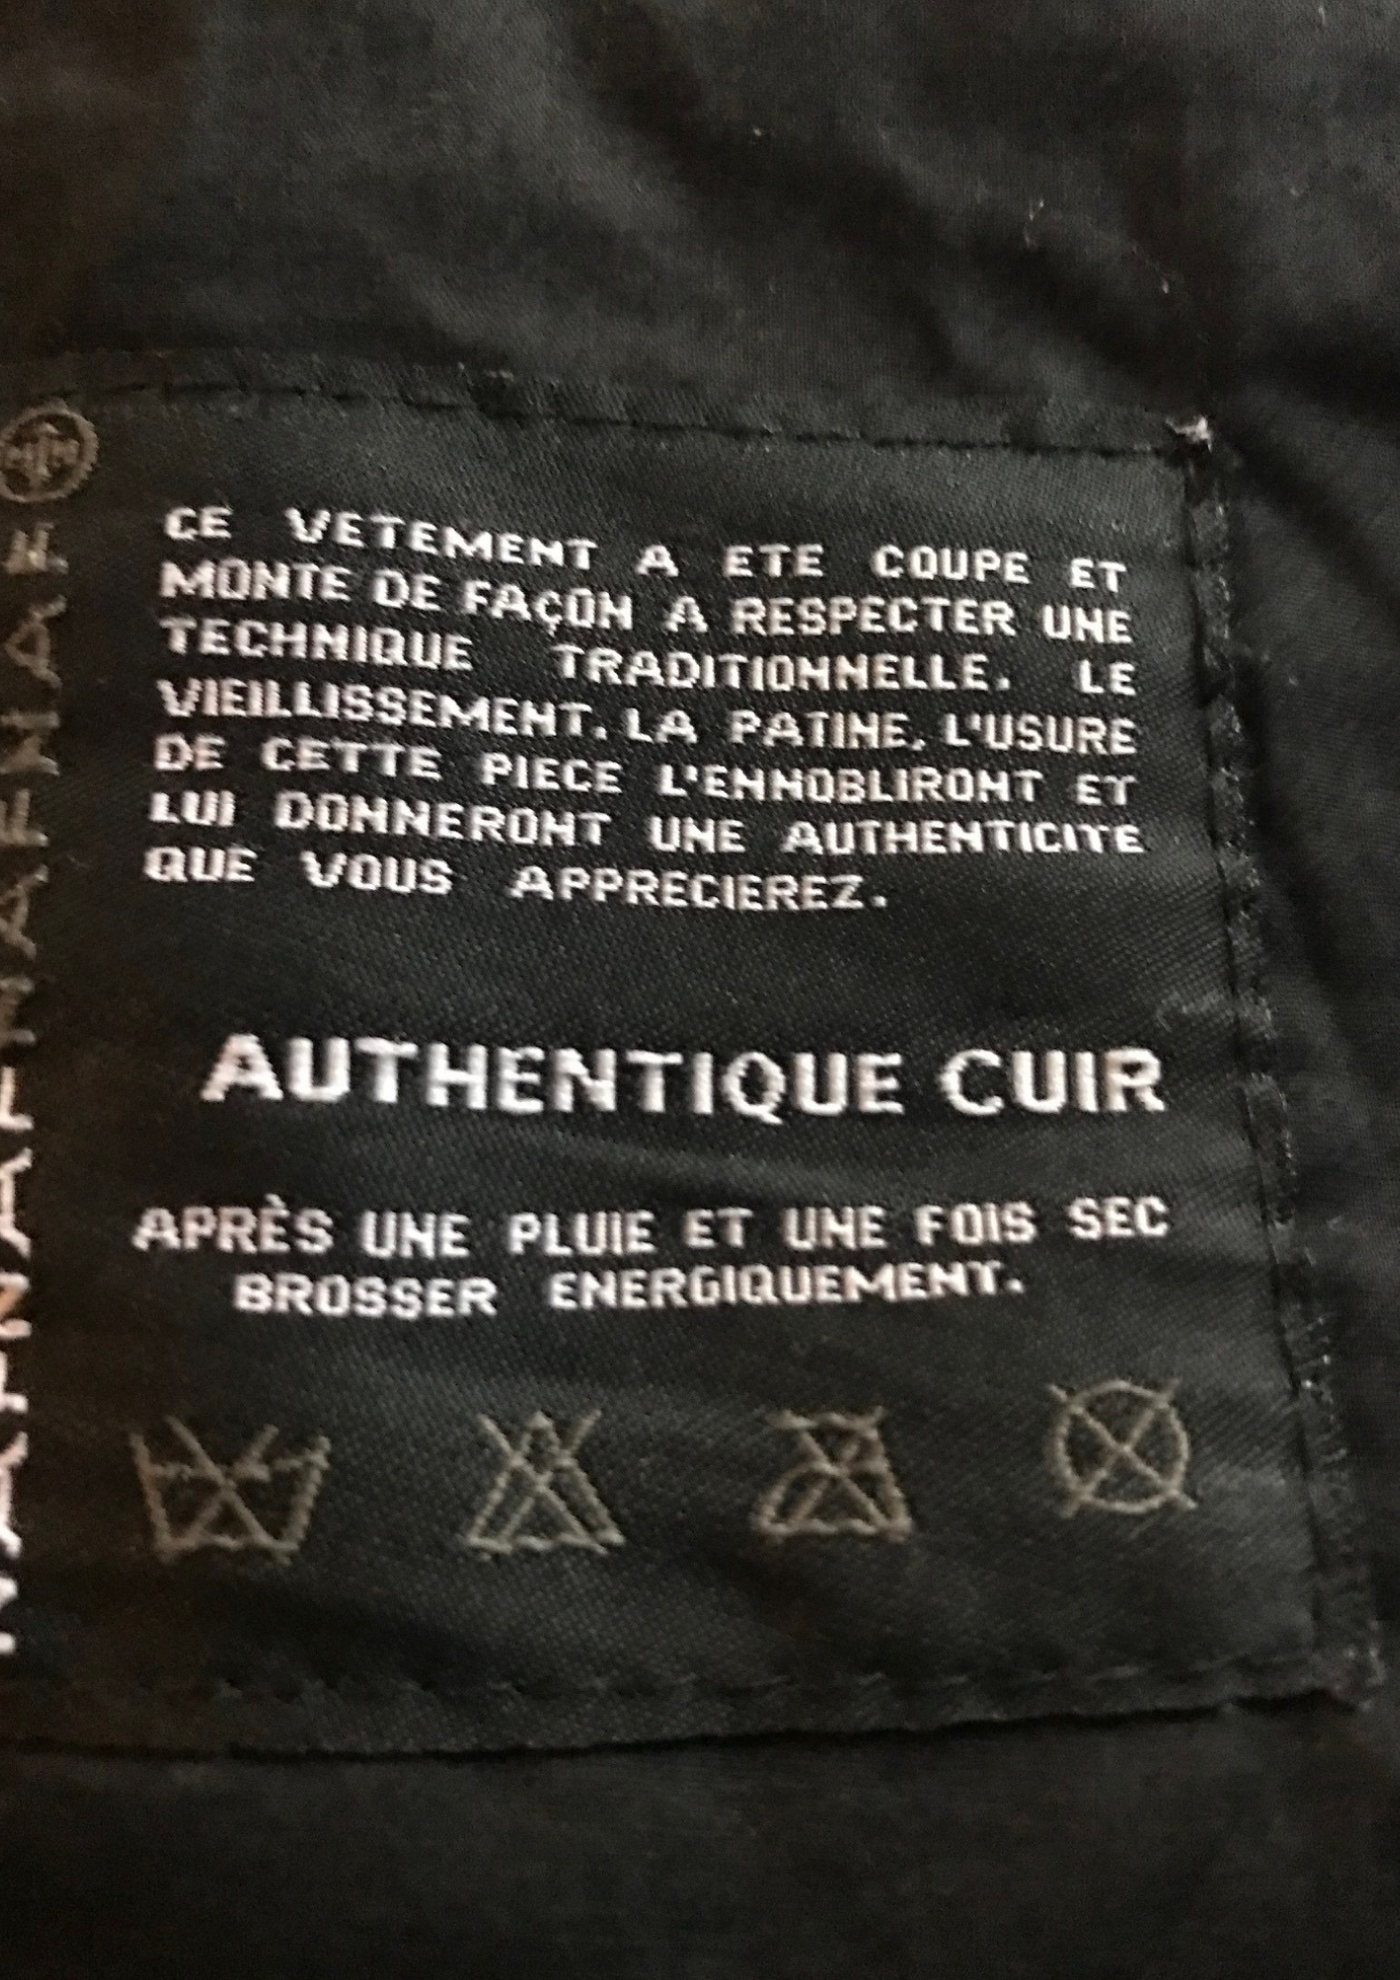 CE VETEMENT A ETE COUPE ET
MONTE DE FAÇON A RESPECTER UNE
TECHNIQUE TRADITIONNELLE. LE
VIEILLISSEMENT. LA PATINE. L'USURE
DE CETTE PIECE L'ENNOBLIRONT ET
LUI DONNERONT UNE AUTHENTICITE
QUE VOUS APPRECIEREZ.
AUTHENTIQUE CUIR
APRÈS UNE PLUIE ET UNE FOIS SEC
BROSSER ENERGIQUEMENT.